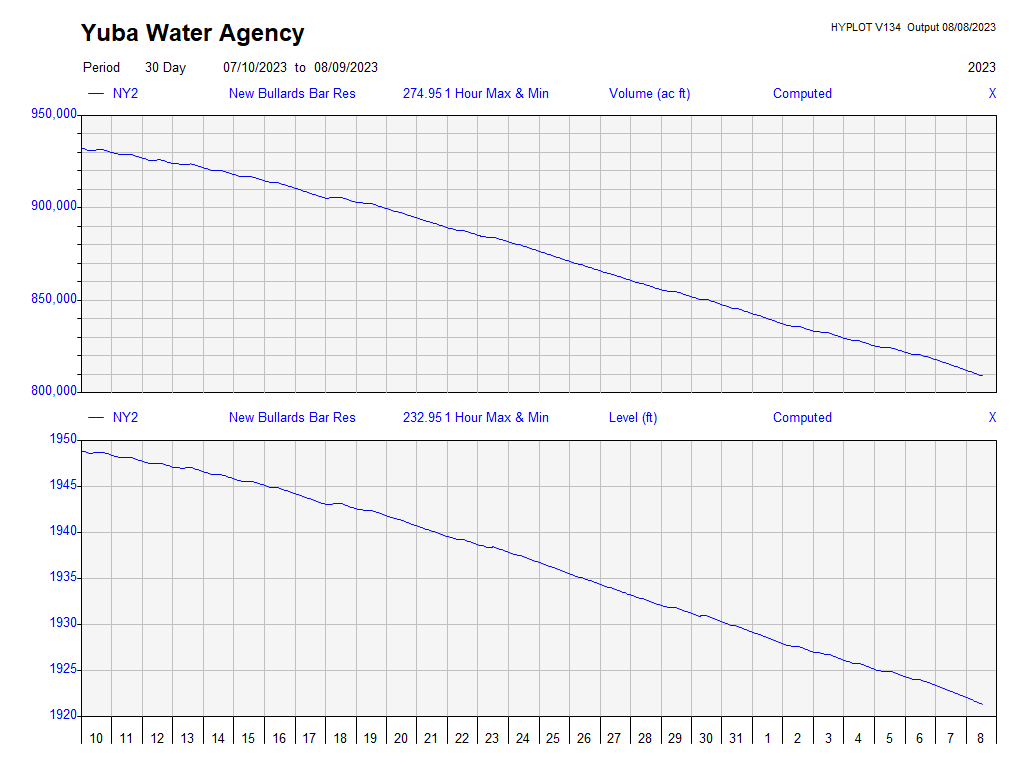 Yuba Water Agency
HYPLOT V134 Output 08/08/2023
Period 30 Day 07/10/2023 to 08/09/2023 2023
NY2 New Bullards Bar Res 274.95 1 Hour Max & Min Volume (ac ft) Computed X
950,000
900,000
850,000
800,000
NY2 New Bullards Bar Res 232.95 1 Hour Max & Min Level (ft) Computed X
1950
1945
1940
1935
1930
1925
1920
10 11 12 13 14 15 16 17 18 19 20 21 22 23 24 25 26 27 28 29 30 31 1 2 3 4 5 6 7 8